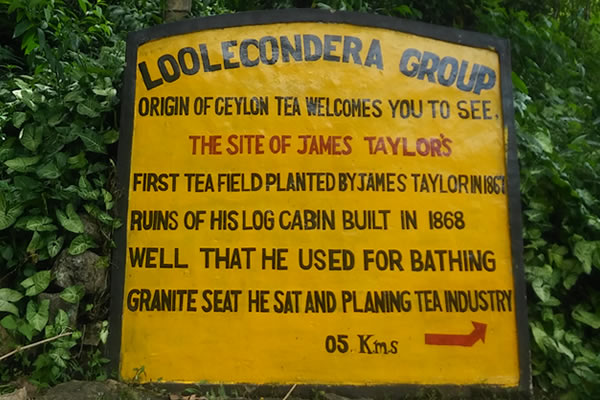 LOOLECONDERA GROUP
ORIGIN OF CEYLON TEA WELCOMES YOU TO SEE,
THE SITE OF JAMES TAYLOR'S
FIRST TEA FIELD PLANTED BY JAMES TAYLOR IN 1867
RUINS OF HIS LOG CABIN BUILT IN 1868
WELL THAT HE USED FOR BATHING
GRANITE SEAT HE SAT AND PLANING TEA INDUSTRY
05 Kms